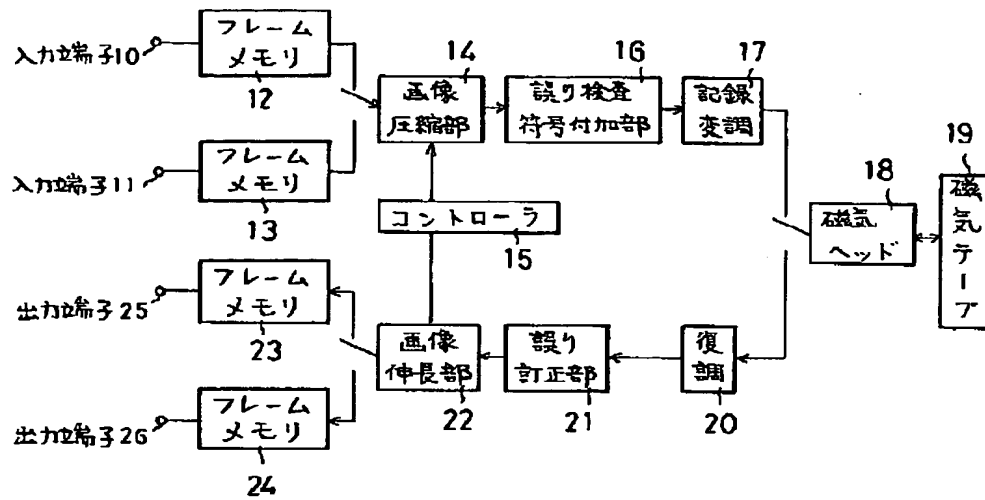 入力端子10
フレーム
メモリ
12
入力端子11
フレーム
メモリ
13
14
画像
圧縮部
16
誤り検査
符号付加部
17
記録
変調
18
磁気
ヘッド
19
磁気テープ
コントローラ
15
出力端子25
フレーム
メモリ
23
出力端子26
フレーム
メモリ
24
画像
伸長部
22
誤り
訂正部
21
復調
20